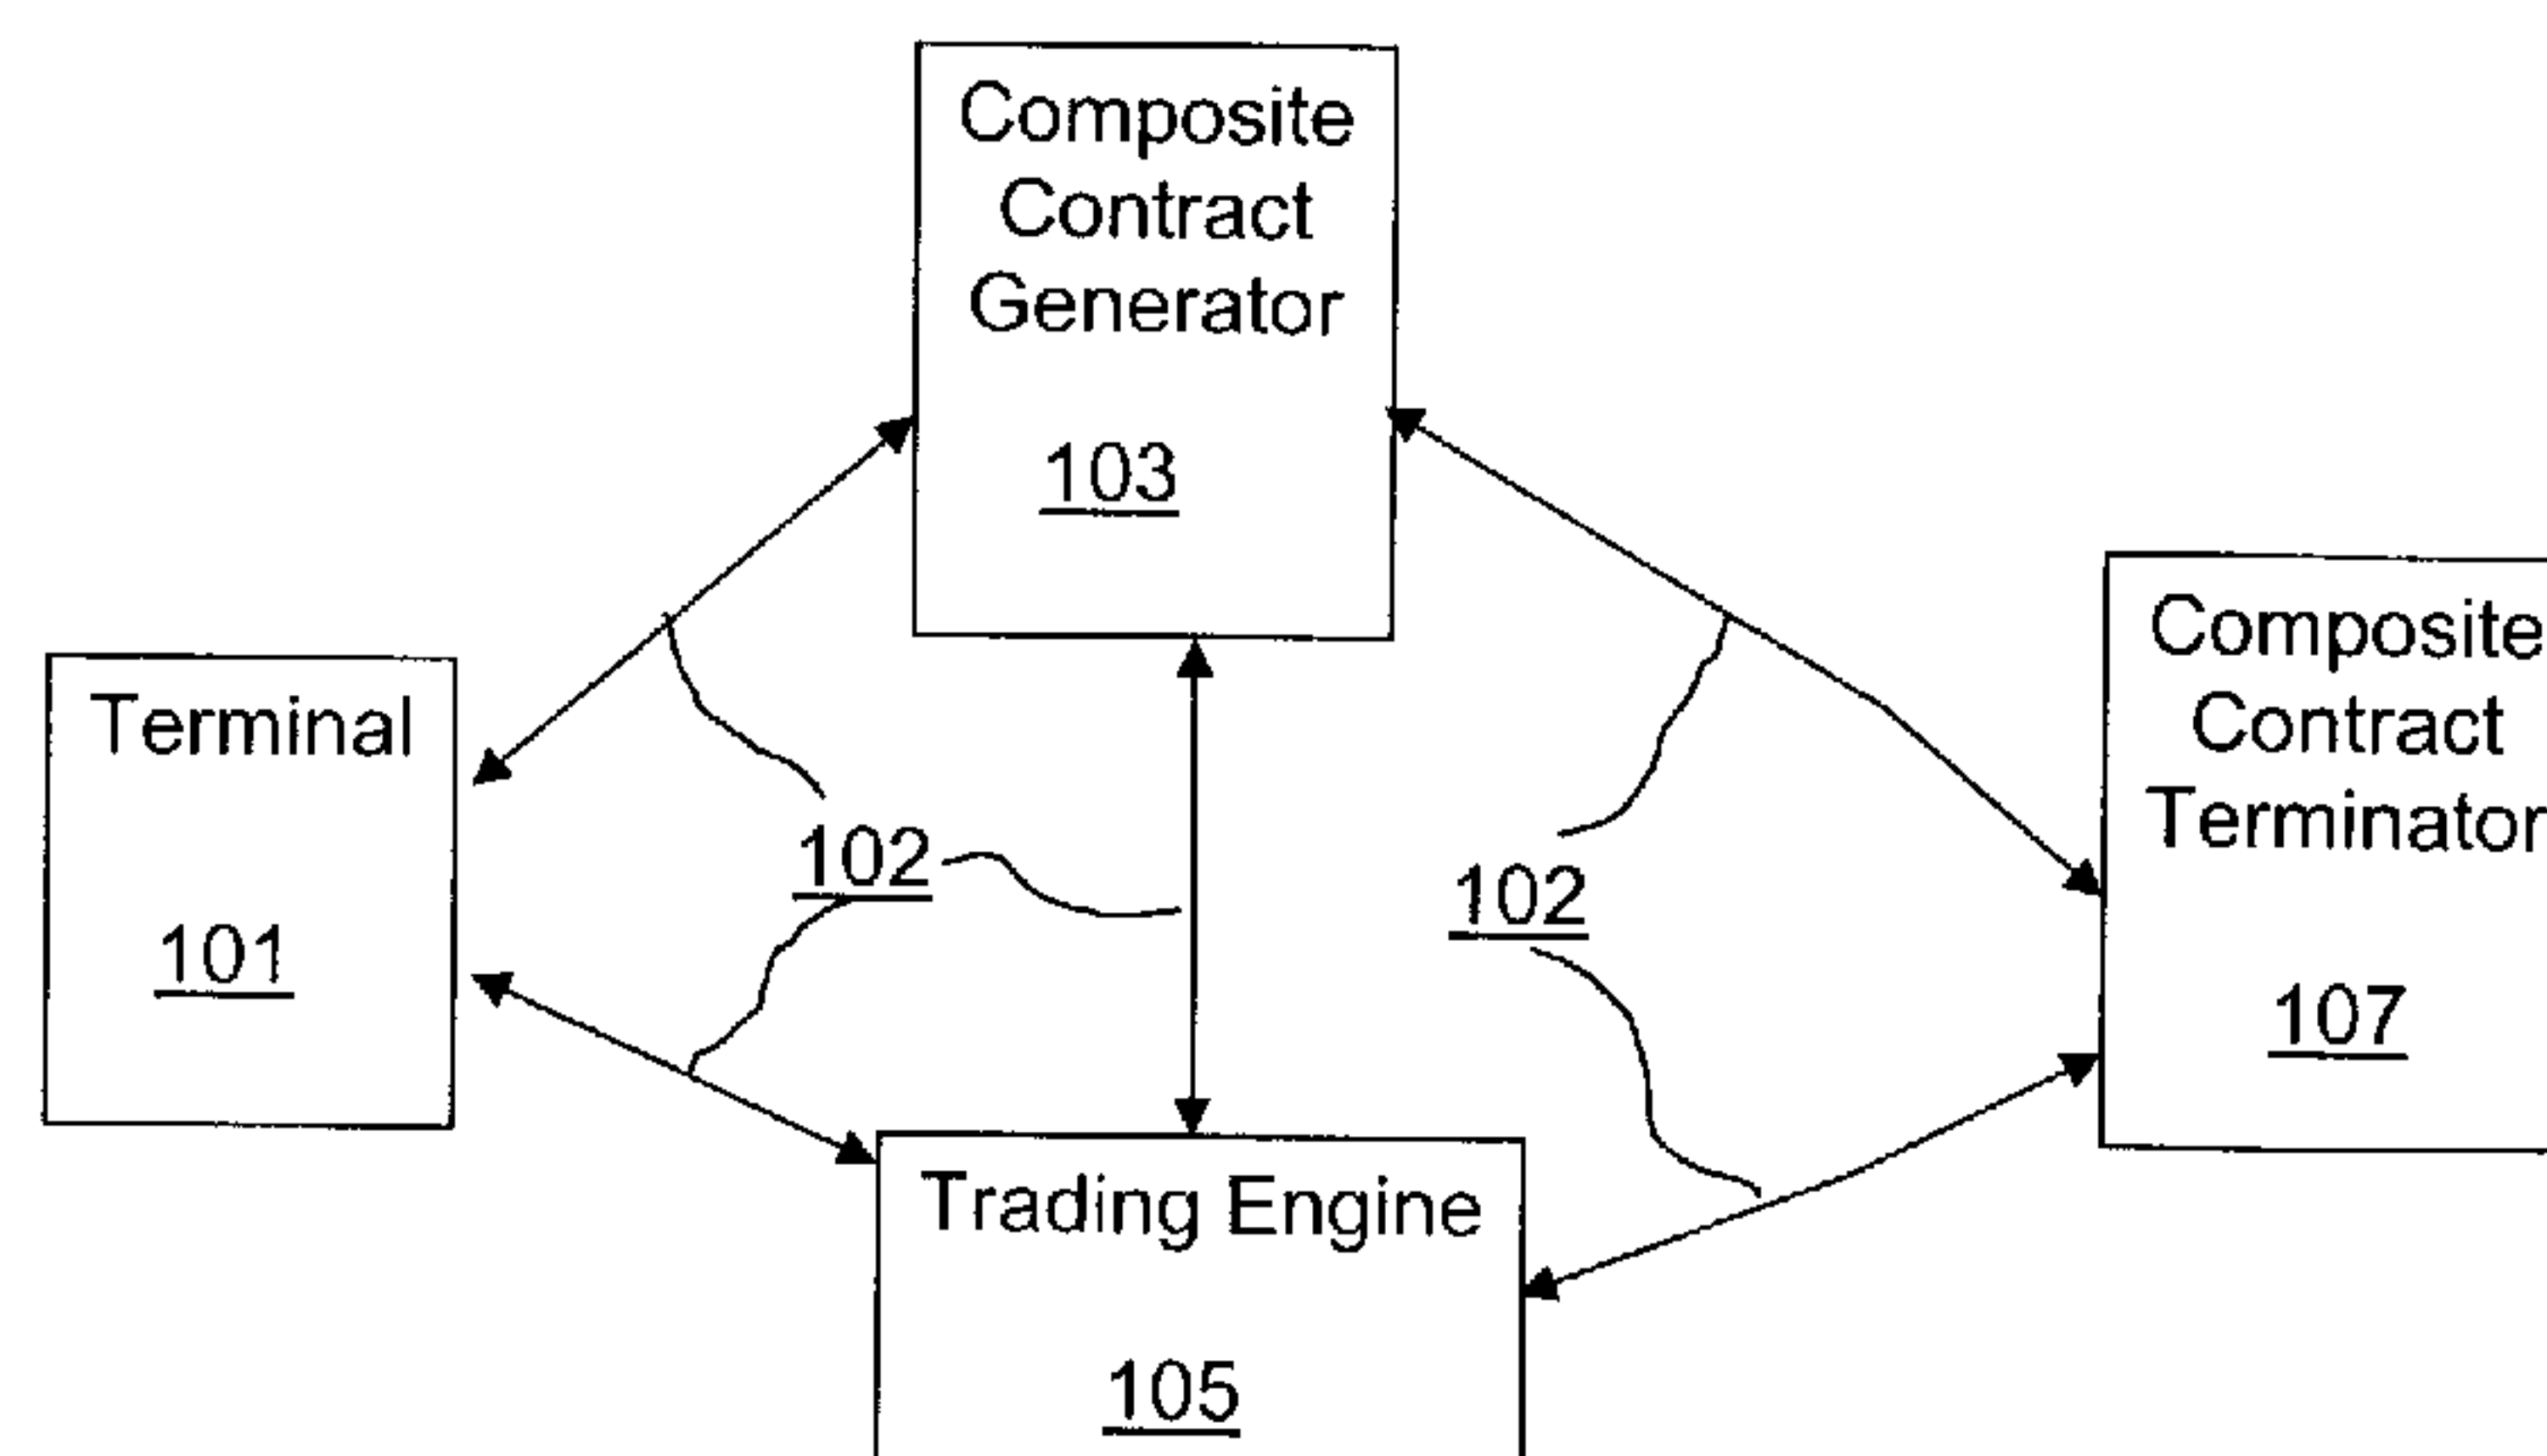 Composite
Contract
Generator
103
Terminal
101
102
102
Composite
Contract
Terminator
107
Trading Engine
105